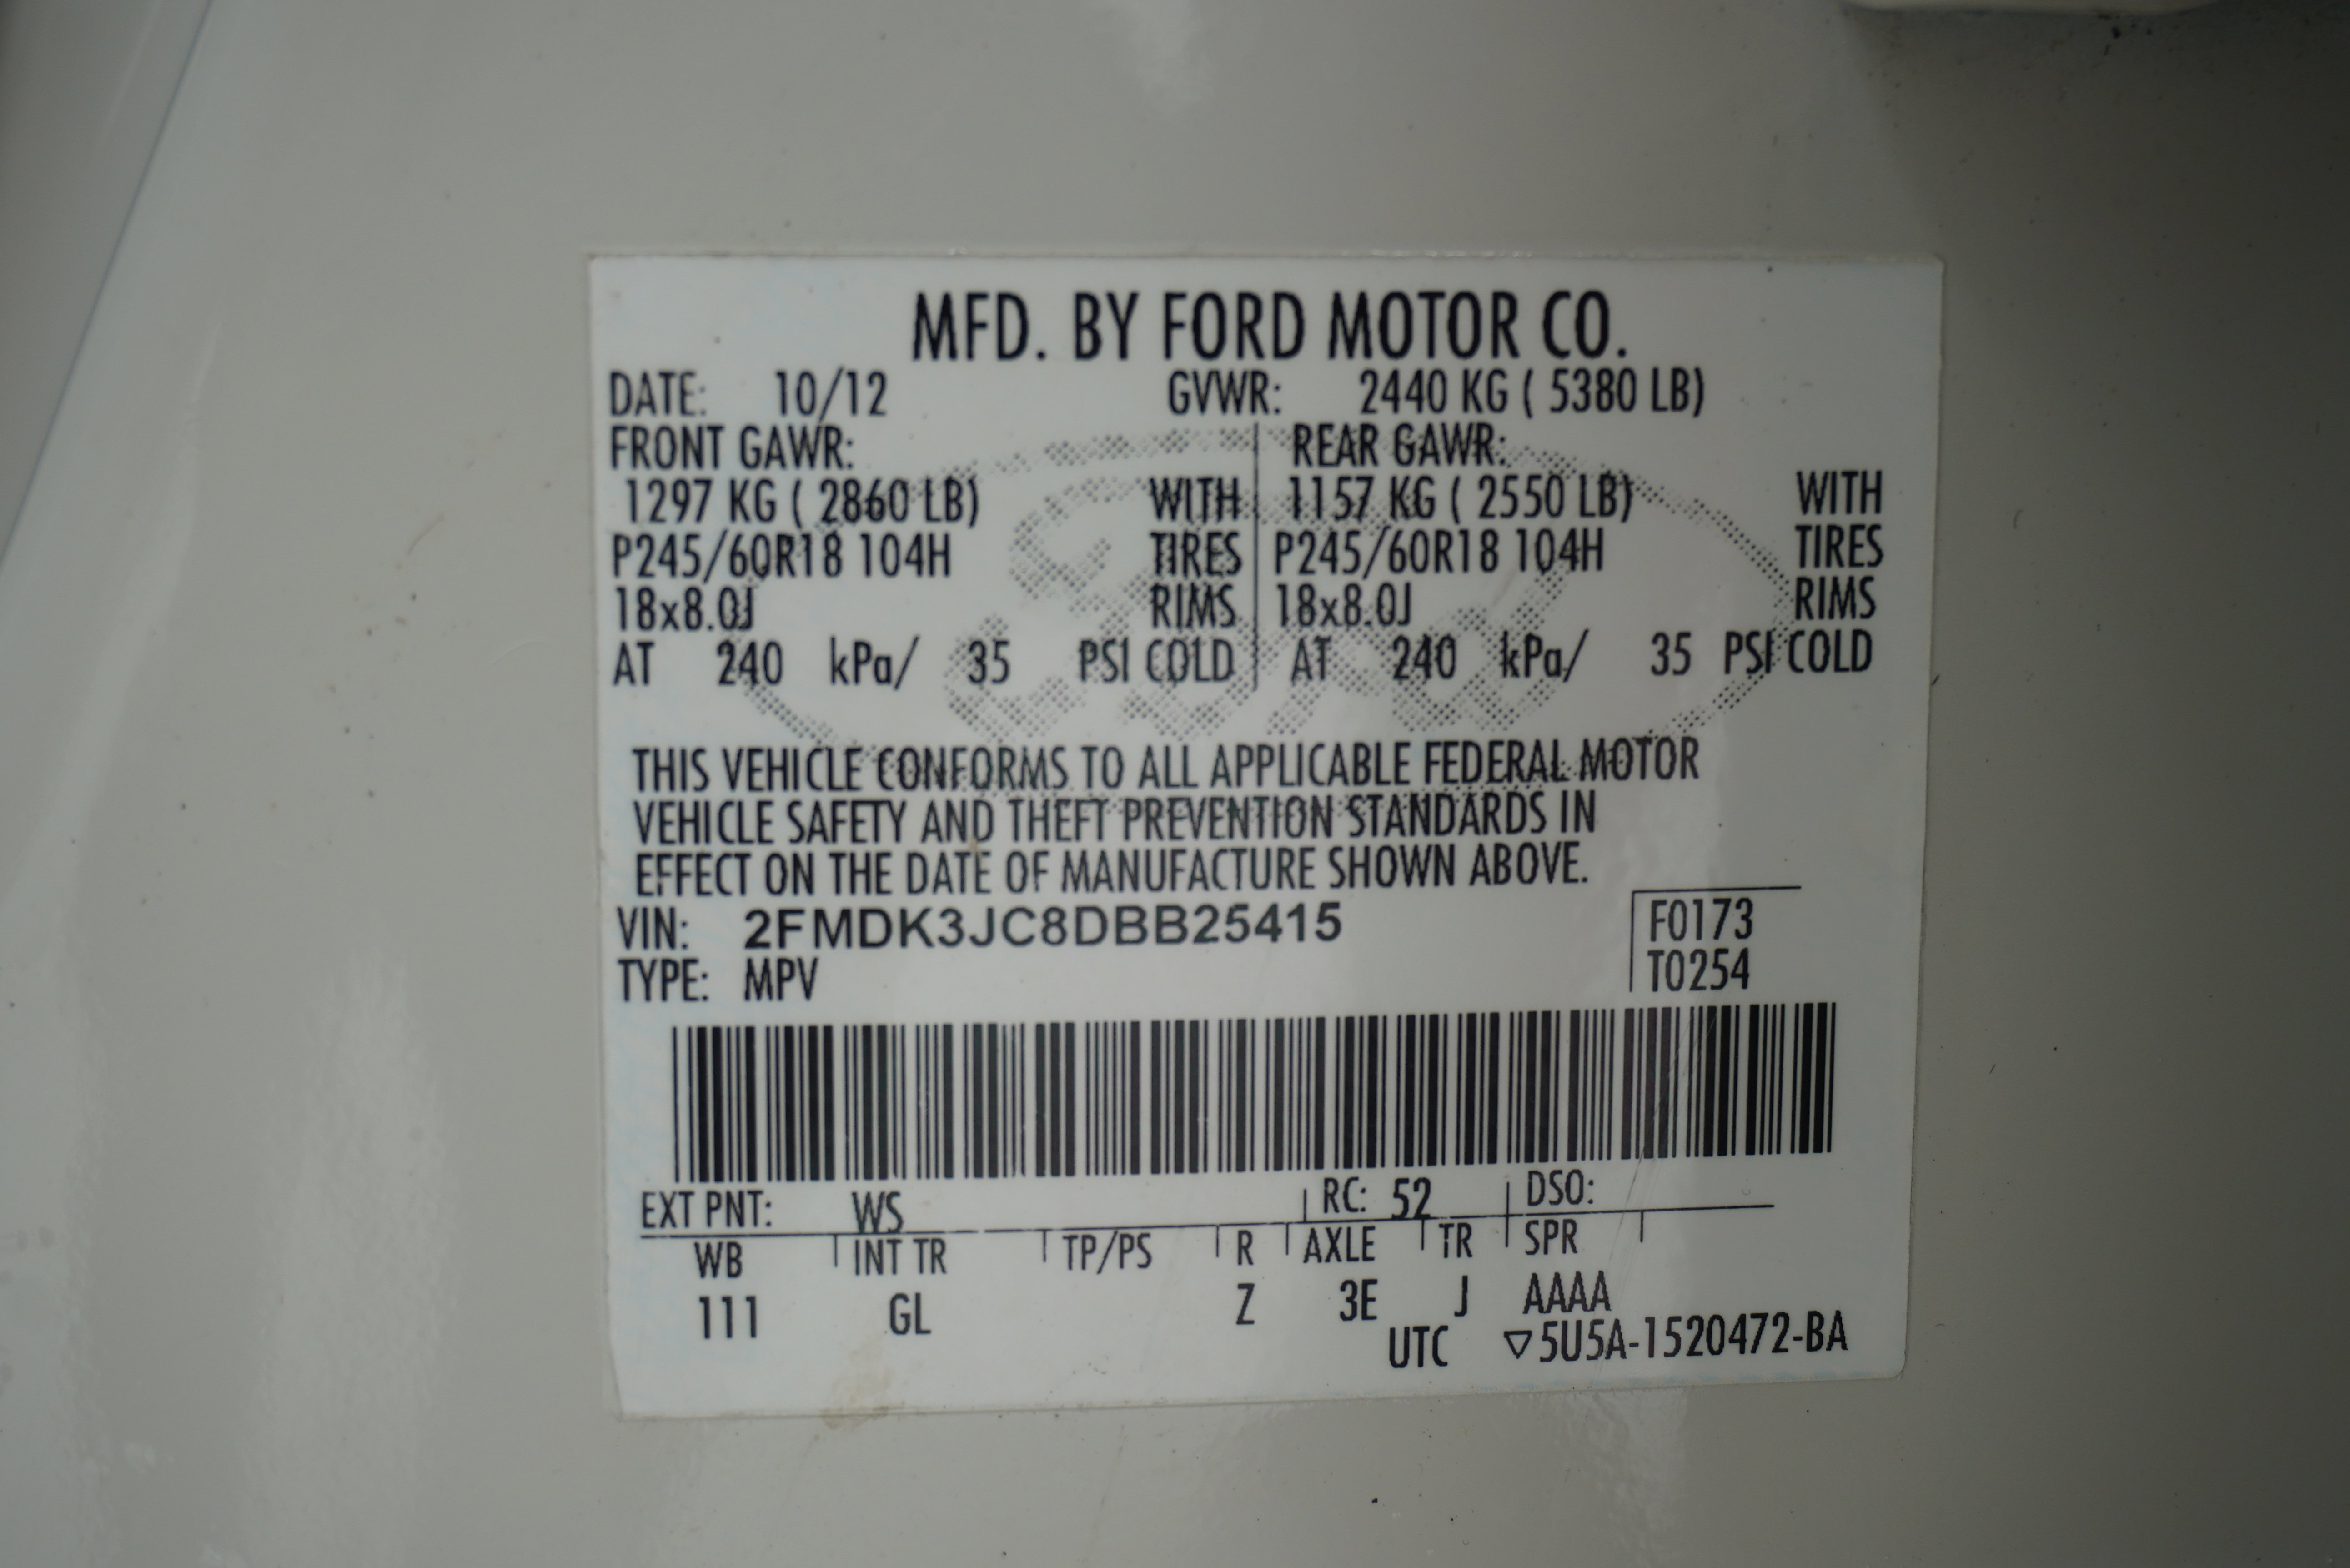 MFD. BY FORD MOTOR CO.
DATE: 10/12 GVWR: 2440 KG ( 5380 LB)
FRONT GAWR: REAR GAWR:
1297 KG ( 2860 LB) WITH 1157 KG ( 2550 LB) WITH
P245/60R18 104H TIRES P245/60R18 104H TIRES
18x8.0J RIMS 18x8.0J RIMS
AT 240 kPa/ 35 PSI COLD AT 240 kPa/ 35 PSI COLD
Ford
THIS VEHICLE CONFORMS TO ALL APPLICABLE FEDERAL MOTOR
VEHICLE SAFETY AND THEFT PREVENTION STANDARDS IN
EFFECT ON THE DATE OF MANUFACTURE SHOWN ABOVE.
VIN: 2FMDK3JC8DBB25415 F0173
TYPE: MPV T0254
EXT PNT: WS RC: 52 DSO:
WB INT TR TP/PS R AXLE TR SPR
111 GL Z 3E J AAAA
UTC ▽5U5A-1520472-BA